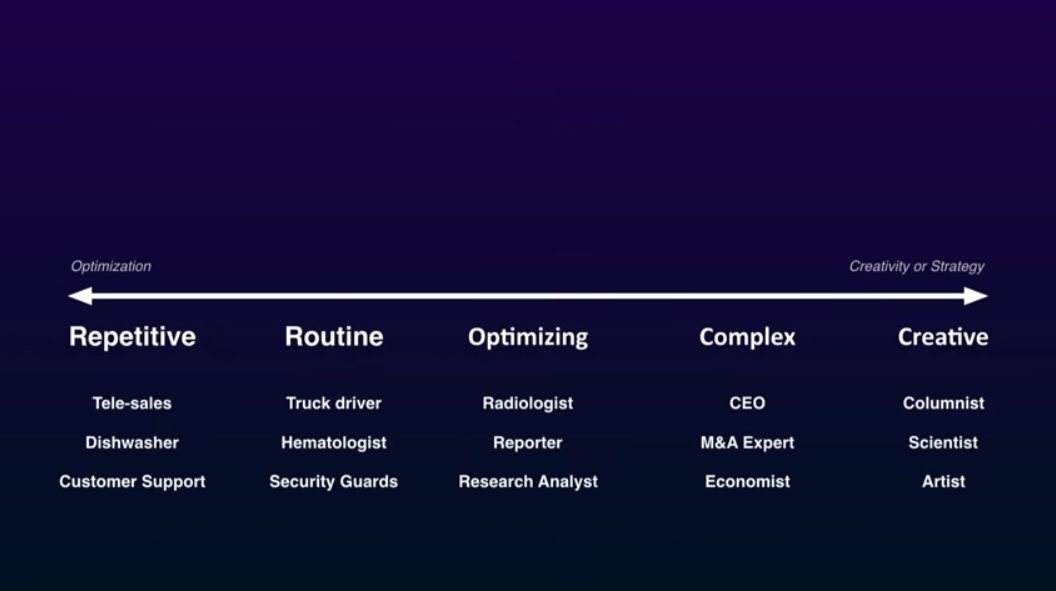 Optimization
Creativity or Strategy
Repetitive
Routine
Optimizing
Complex
Creative
Tele-sales
Truck driver
Radiologist
CEO
Columnist
Dishwasher
Hematologist
Reporter
M&A Expert
Scientist
Customer Support
Security Guards
Research Analyst
Economist
Artist